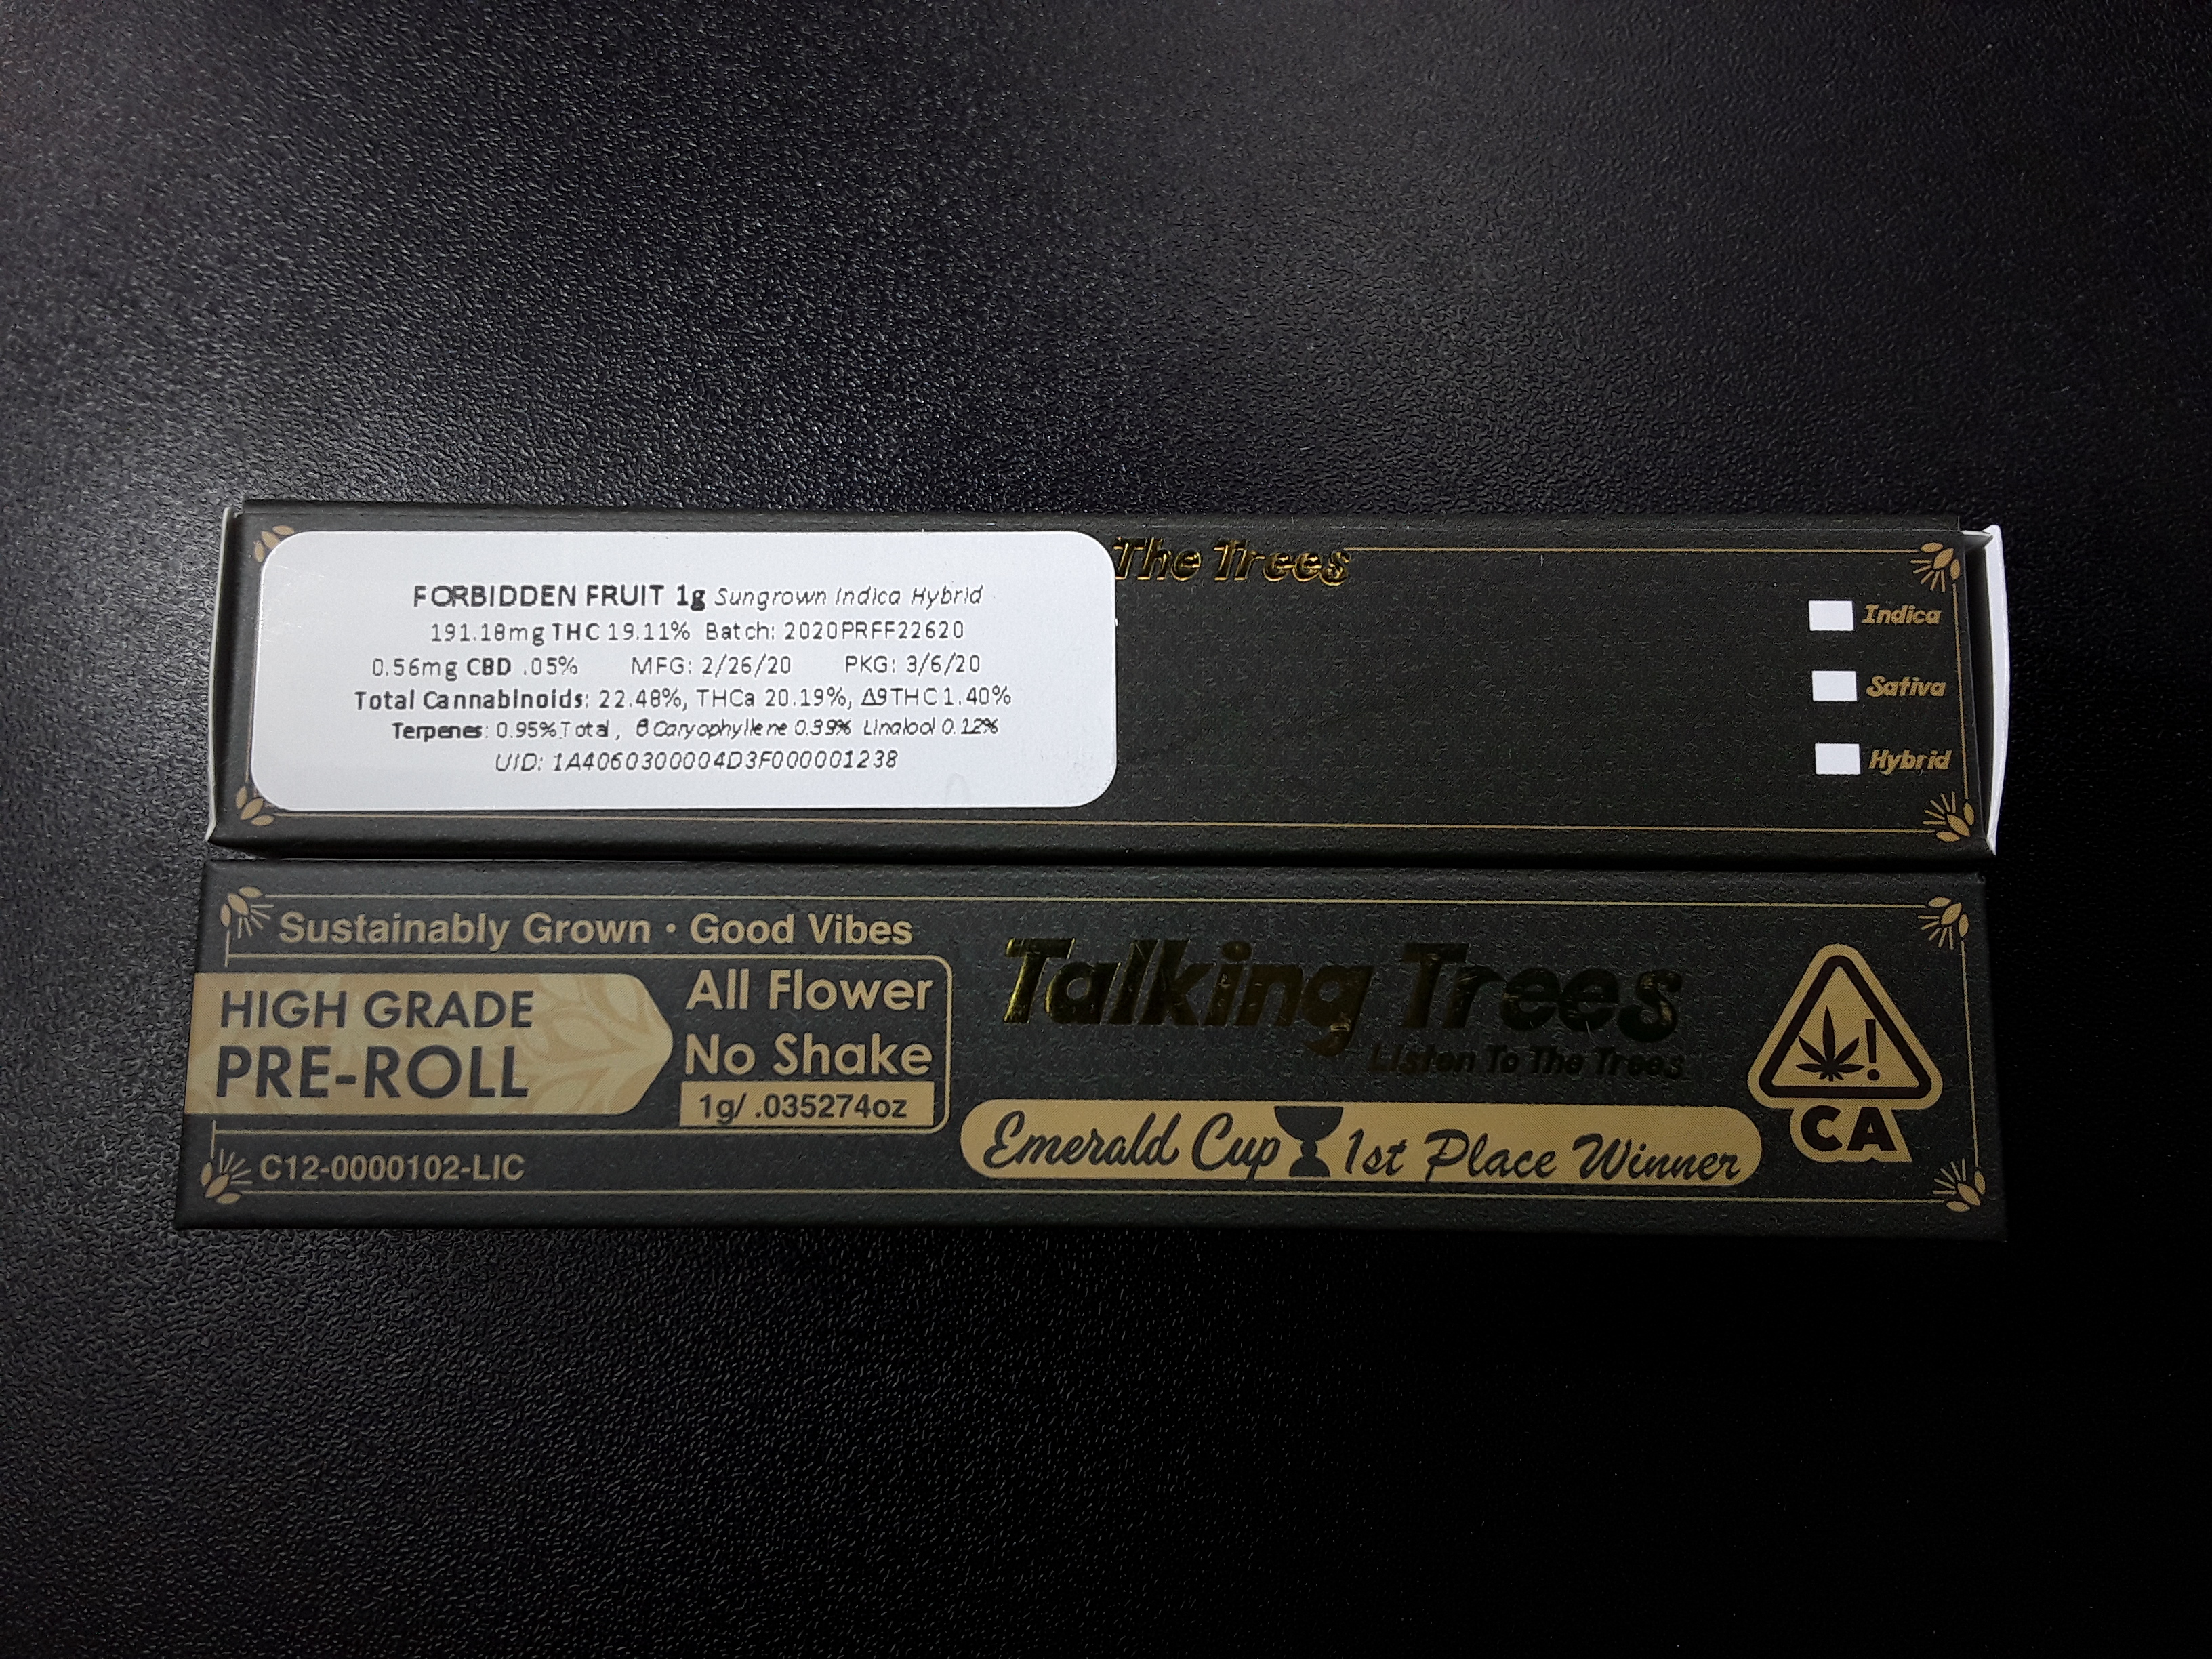 The Trees
FORBIDDEN FRUIT 1g Sungrown Indica Hybrid
191.18mg THC 19.11% Batch: 2020PRFF22620
0.56mg CBD .05% MFG: 2/26/20 PKG: 3/6/20
Total Cannabinoids: 22.48%, THCa 20.19%, Δ9THC 1.40%
Terpenes: 0.95% Total, β Caryophyllene 0.39% Linalool 0.12%
UID: 1A4060300004D3F000001238
Indica
Sativa
Hybrid
Sustainably Grown • Good Vibes
HIGH GRADE
PRE-ROLL
All Flower
No Shake
1g/ .035274oz
C12-0000102-LIC
Talking Trees
Listen To The Trees
Emerald Cup 1st Place Winner
!
CA